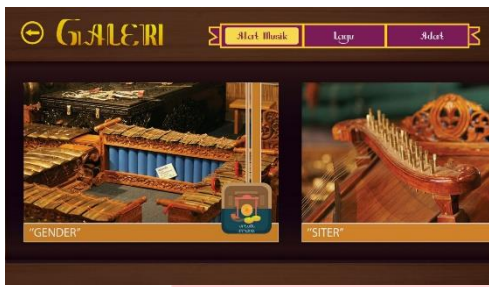 GALERI
Alat Musik
Lagu
Adat
"GENDER"
"SITER"